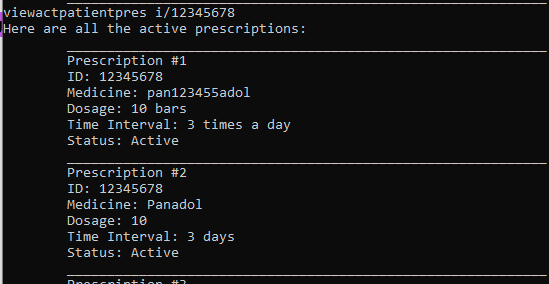 viewactpatientpres i/12345678
Here are all the active prescriptions:
Prescription #1
ID: 12345678
Medicine: pan123455adol
Dosage: 10 bars
Time Interval: 3 times a day
Status: Active
Prescription #2
ID: 12345678
Medicine: Panadol
Dosage: 10
Time Interval: 3 days
Status: Active
Prescription #3